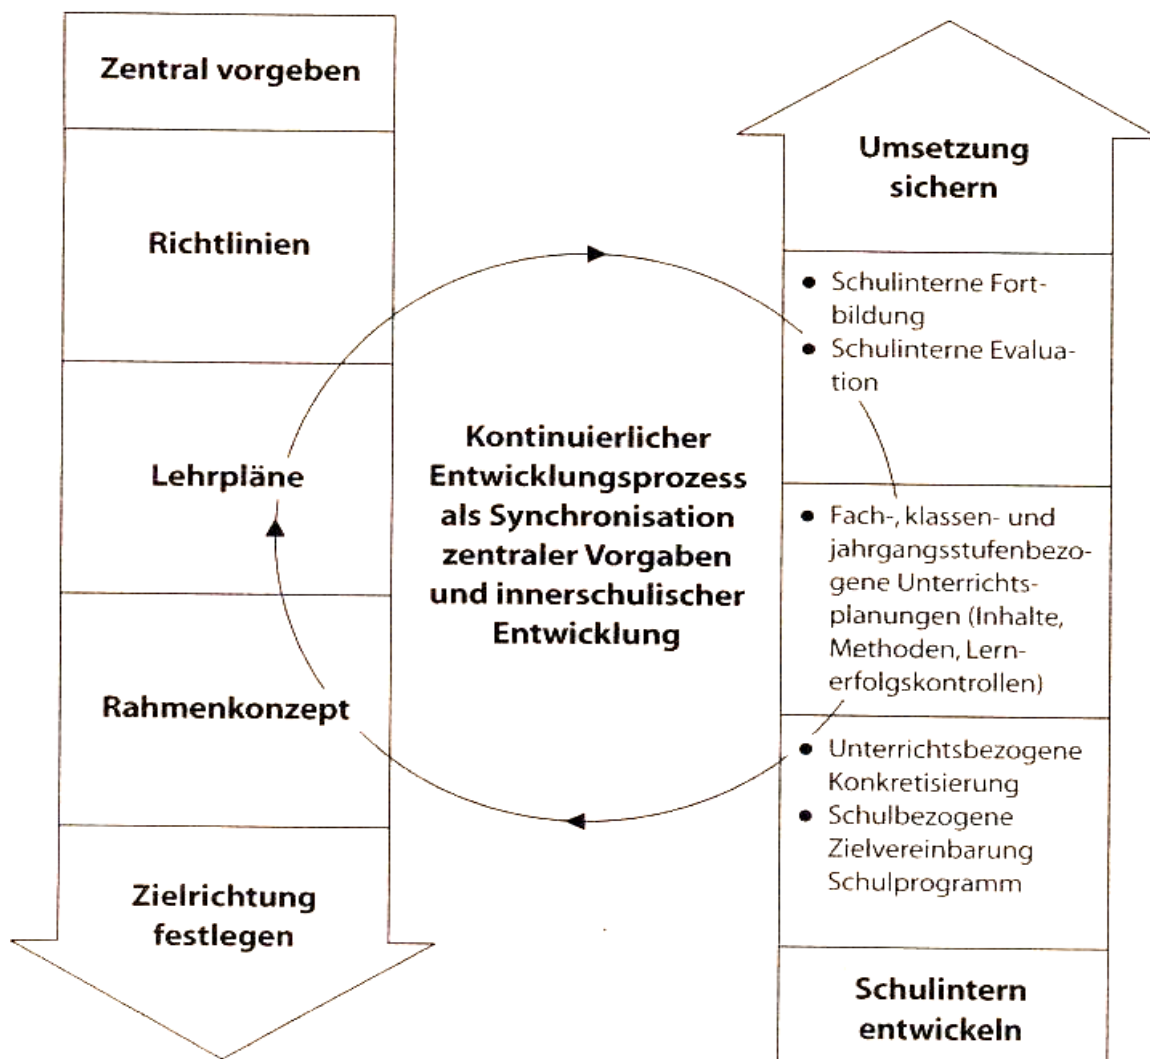 Zentral vorgeben
Richtlinien
Lehrpläne
Rahmenkonzept
Zielrichtung
festlegen
Kontinuierlicher
Entwicklungsprozess
als Synchronisation
zentraler Vorgaben
und innerschulischer
Entwicklung
Umsetzung
sichern
● Schulinterne Fort-
bildung
● Schulinterne Evalua-
tion
● Fach-, klassen- und
jahrgangsstufenbezo-
gene Unterrichts-
planungen (Inhalte,
Methoden, Lern-
erfolgskontrollen)
● Unterrichtsbezogene
Konkretisierung
● Schulbezogene
Zielvereinbarung
Schulprogramm
Schulintern
entwickeln